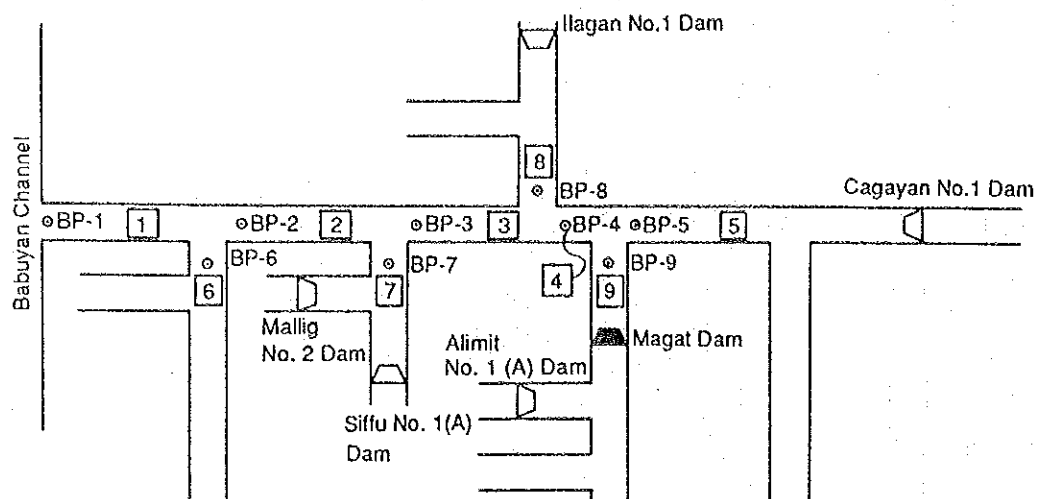 Ilagan No.1 Dam
Babuyan Channel
8
BP-8
Cagayan No.1 Dam
BP-1
1
BP-2
2
BP-3
3
BP-4
BP-5
5
BP-6
BP-7
BP-9
6
7
4
9
Mallig
No. 2 Dam
Alimit
No. 1 (A) Dam
Magat Dam
Siffu No. 1(A)
Dam